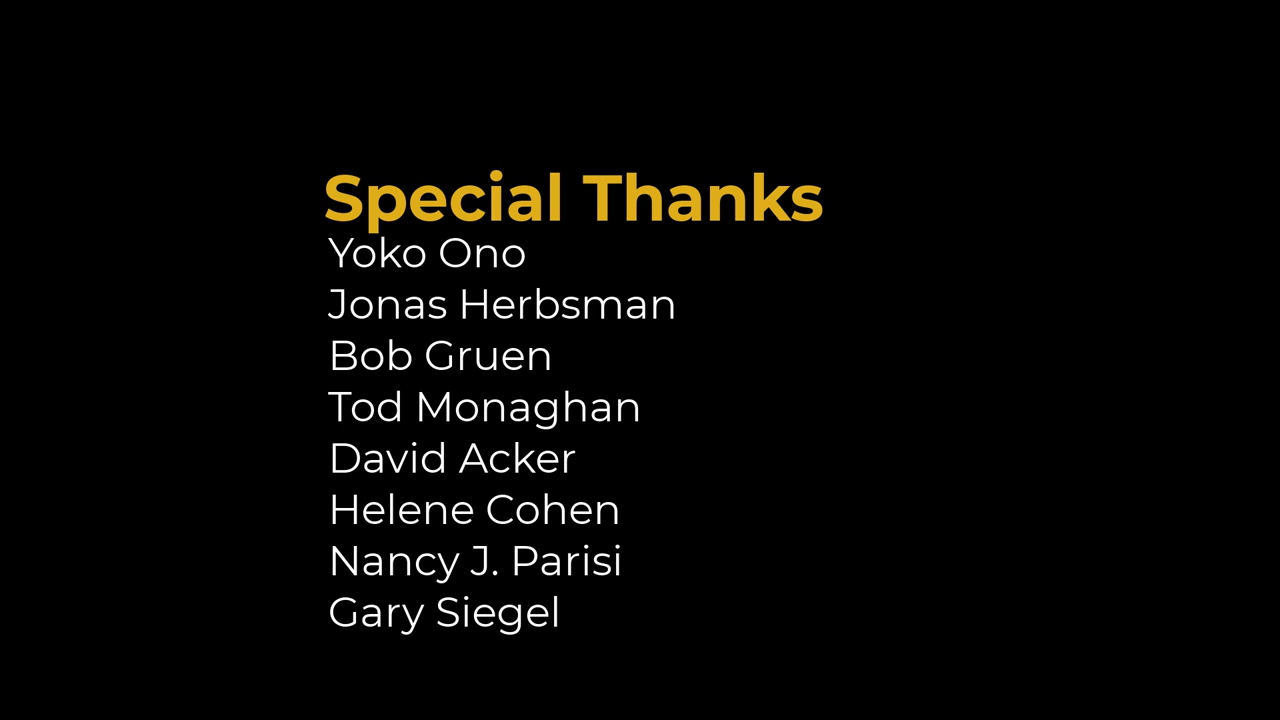 Special Thanks
Yoko Ono
Jonas Herbsman
Bob Gruen
Tod Monaghan
David Acker
Helene Cohen
Nancy J. Parisi
Gary Siegel